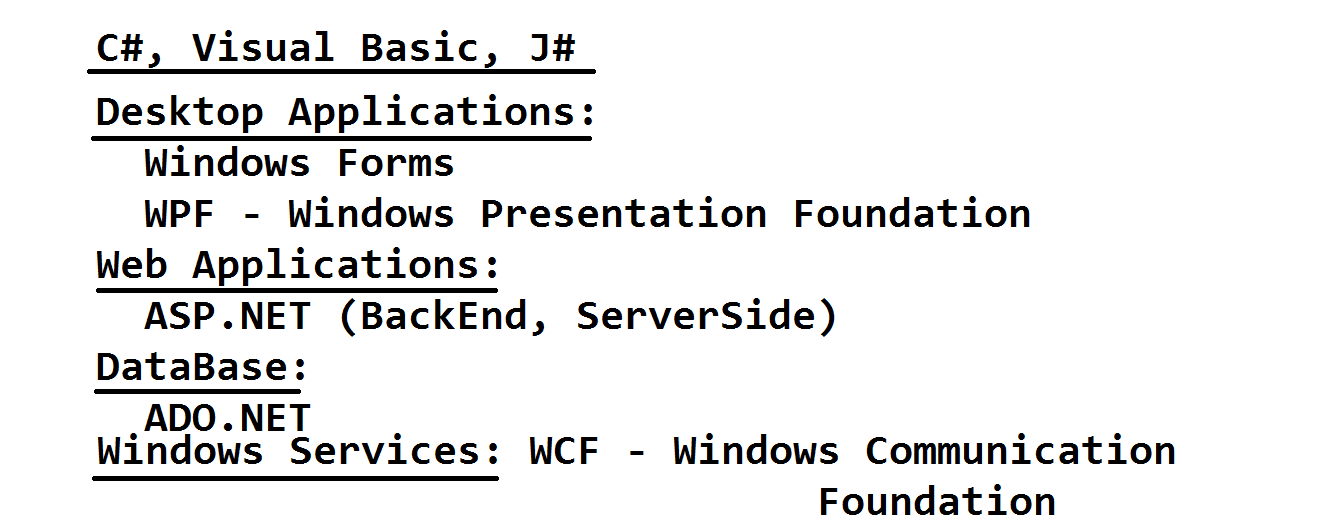 C#, Visual Basic, J#
Desktop Applications:
Windows Forms
WPF - Windows Presentation Foundation
Web Applications:
ASP.NET (BackEnd, ServerSide)
DataBase:
ADO.NET
Windows Services: WCF - Windows Communication
Foundation